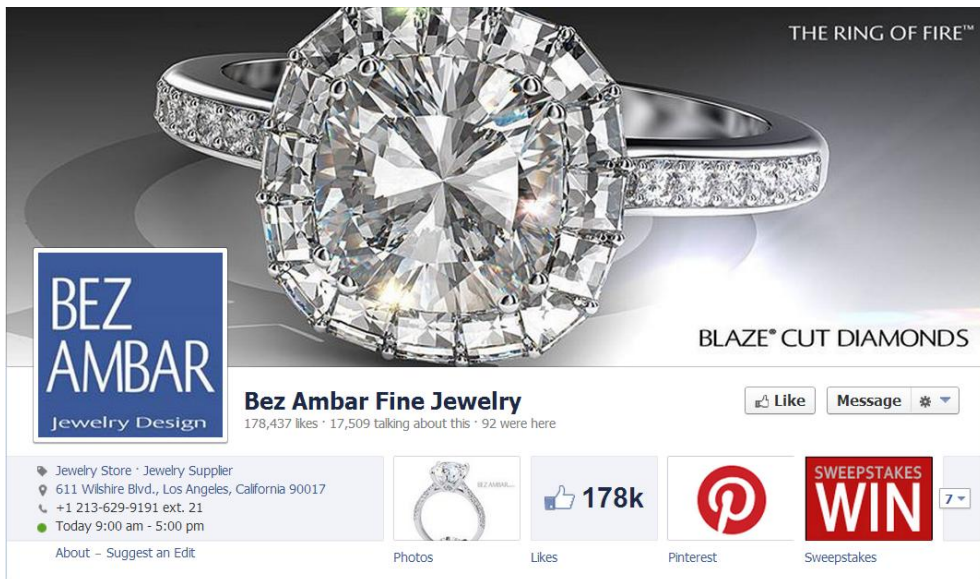 THE RING OF FIRE™
BLAZE® CUT DIAMONDS
BEZ
AMBAR
Jewelry Design
Bez Ambar Fine Jewelry
178,437 likes · 17,509 talking about this · 92 were here
Like
Message
Jewelry Store · Jewelry Supplier
611 Wilshire Blvd., Los Angeles, California 90017
+1 213-629-9191 ext. 21
Today 9:00 am - 5:00 pm
About – Suggest an Edit
BEZ AMBAR
Photos
178k
Likes
Pinterest
SWEEPSTAKES
WIN
Sweepstakes
7